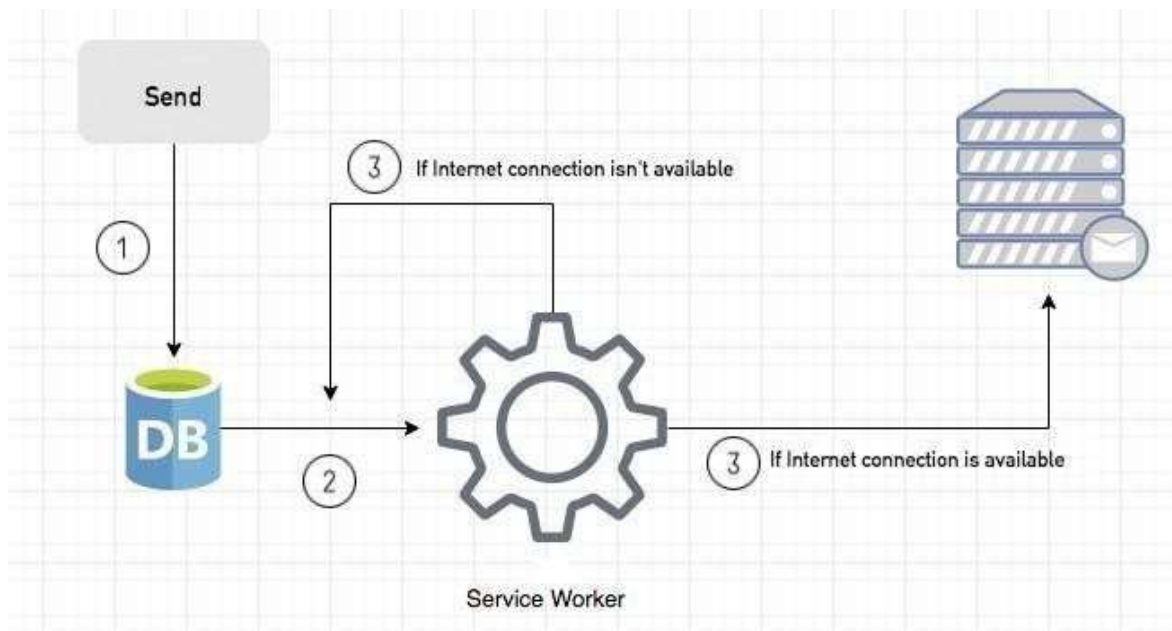 Send
3 If Internet connection isn't available
1
DB
2
3 If Internet connection is available
Service Worker